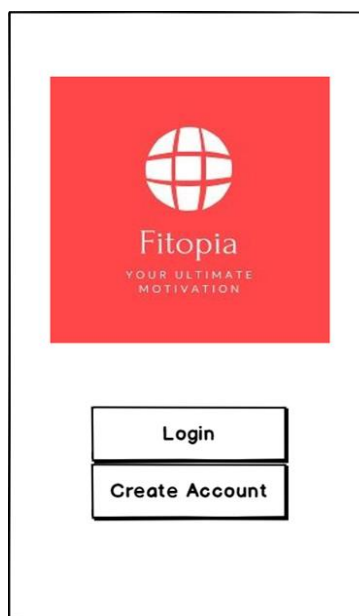 Fitopia
YOUR ULTIMATE
MOTIVATION
Login
Create Account